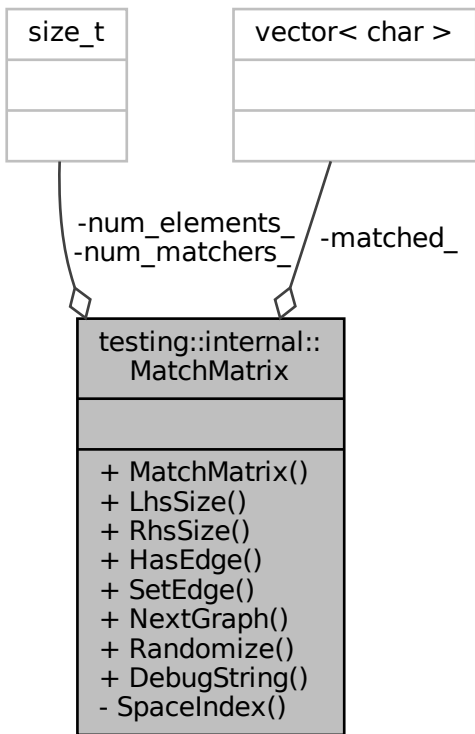 size_t
vector< char >
-num_elements_
-num_matchers_
-matched_
testing::internal::
MatchMatrix
+ MatchMatrix()
+ LhsSize()
+ RhsSize()
+ HasEdge()
+ SetEdge()
+ NextGraph()
+ Randomize()
+ DebugString()
- SpaceIndex()